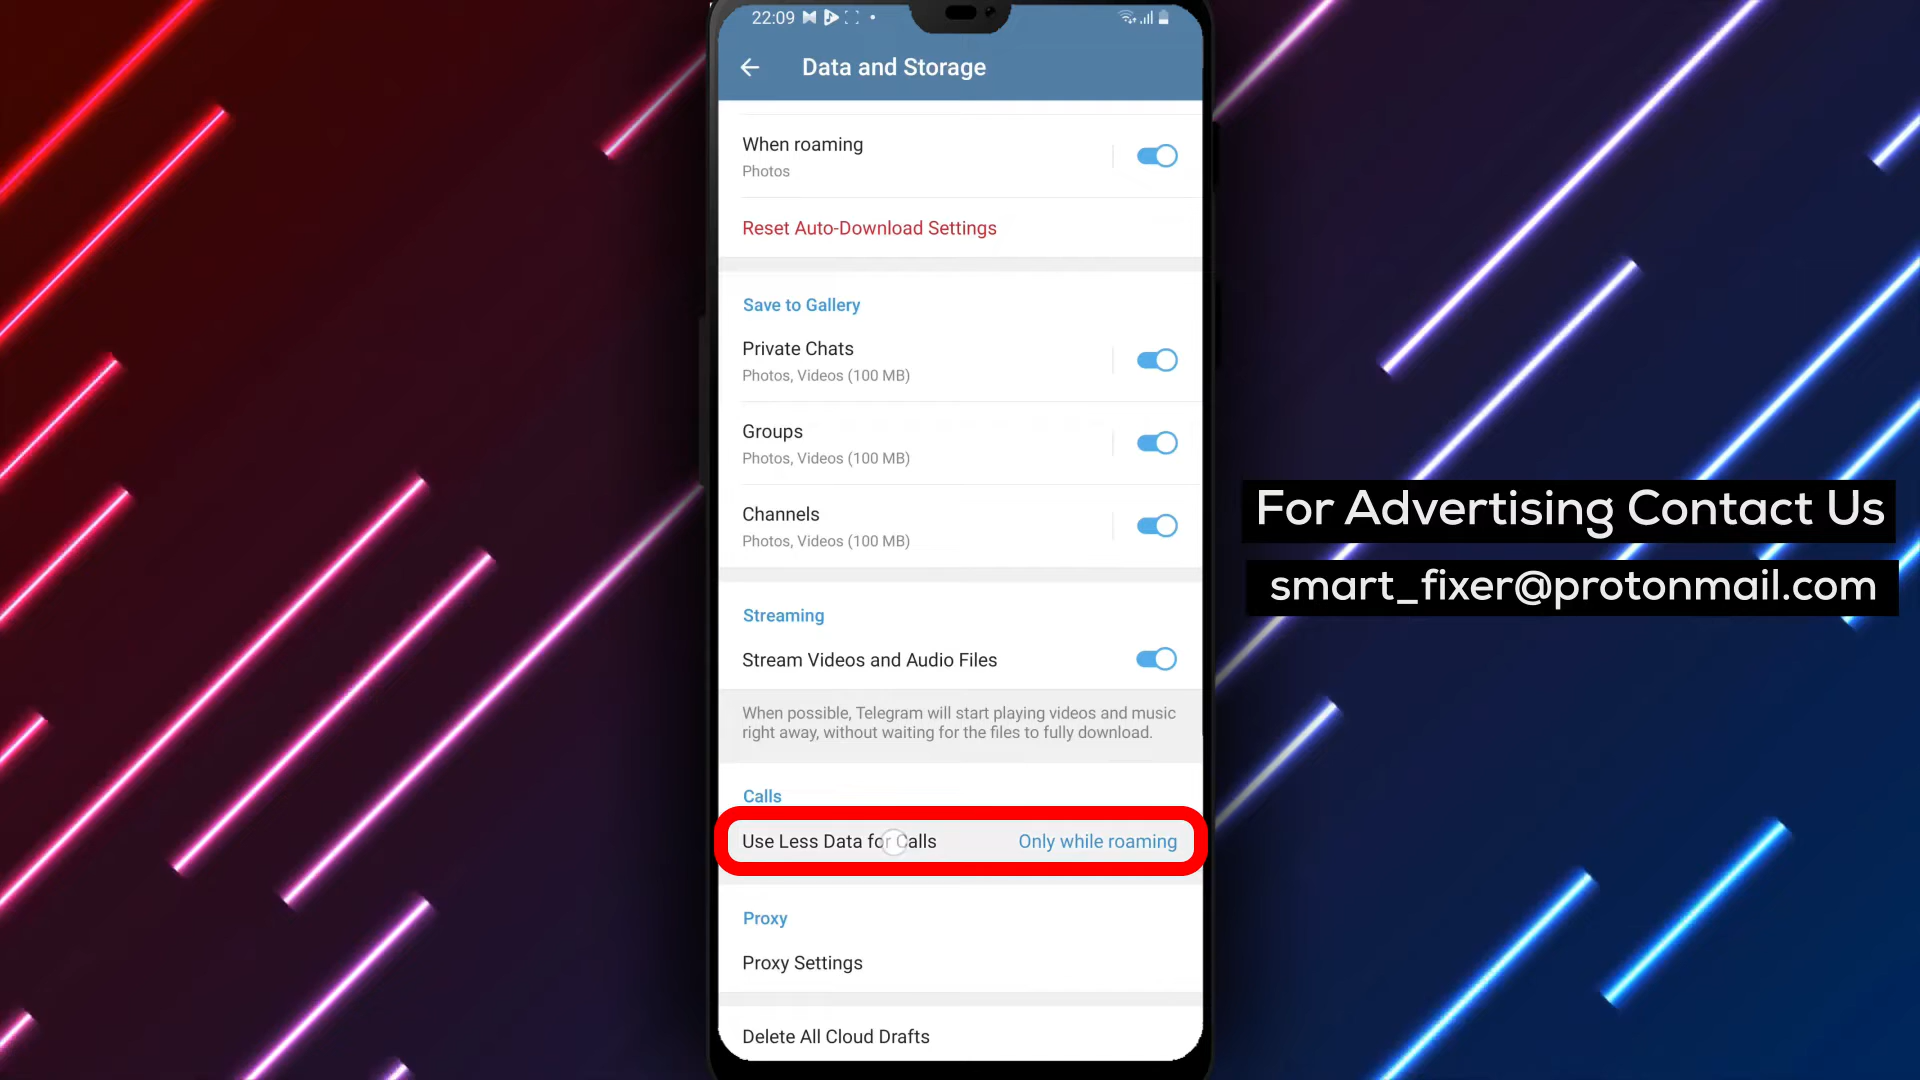 22:09
Data and Storage
When roaming
Photos
Reset Auto-Download Settings
Save to Gallery
Private Chats
Photos, Videos (100 MB)
Groups
Photos, Videos (100 MB)
Channels
Photos, Videos (100 MB)
Streaming
Stream Videos and Audio Files
When possible, Telegram will start playing videos and music
right away, without waiting for the files to fully download.
Calls
Use Less Data for Calls Only while roaming
Proxy
Proxy Settings
Delete All Cloud Drafts
For Advertising Contact Us
smart_fixer@protonmail.com